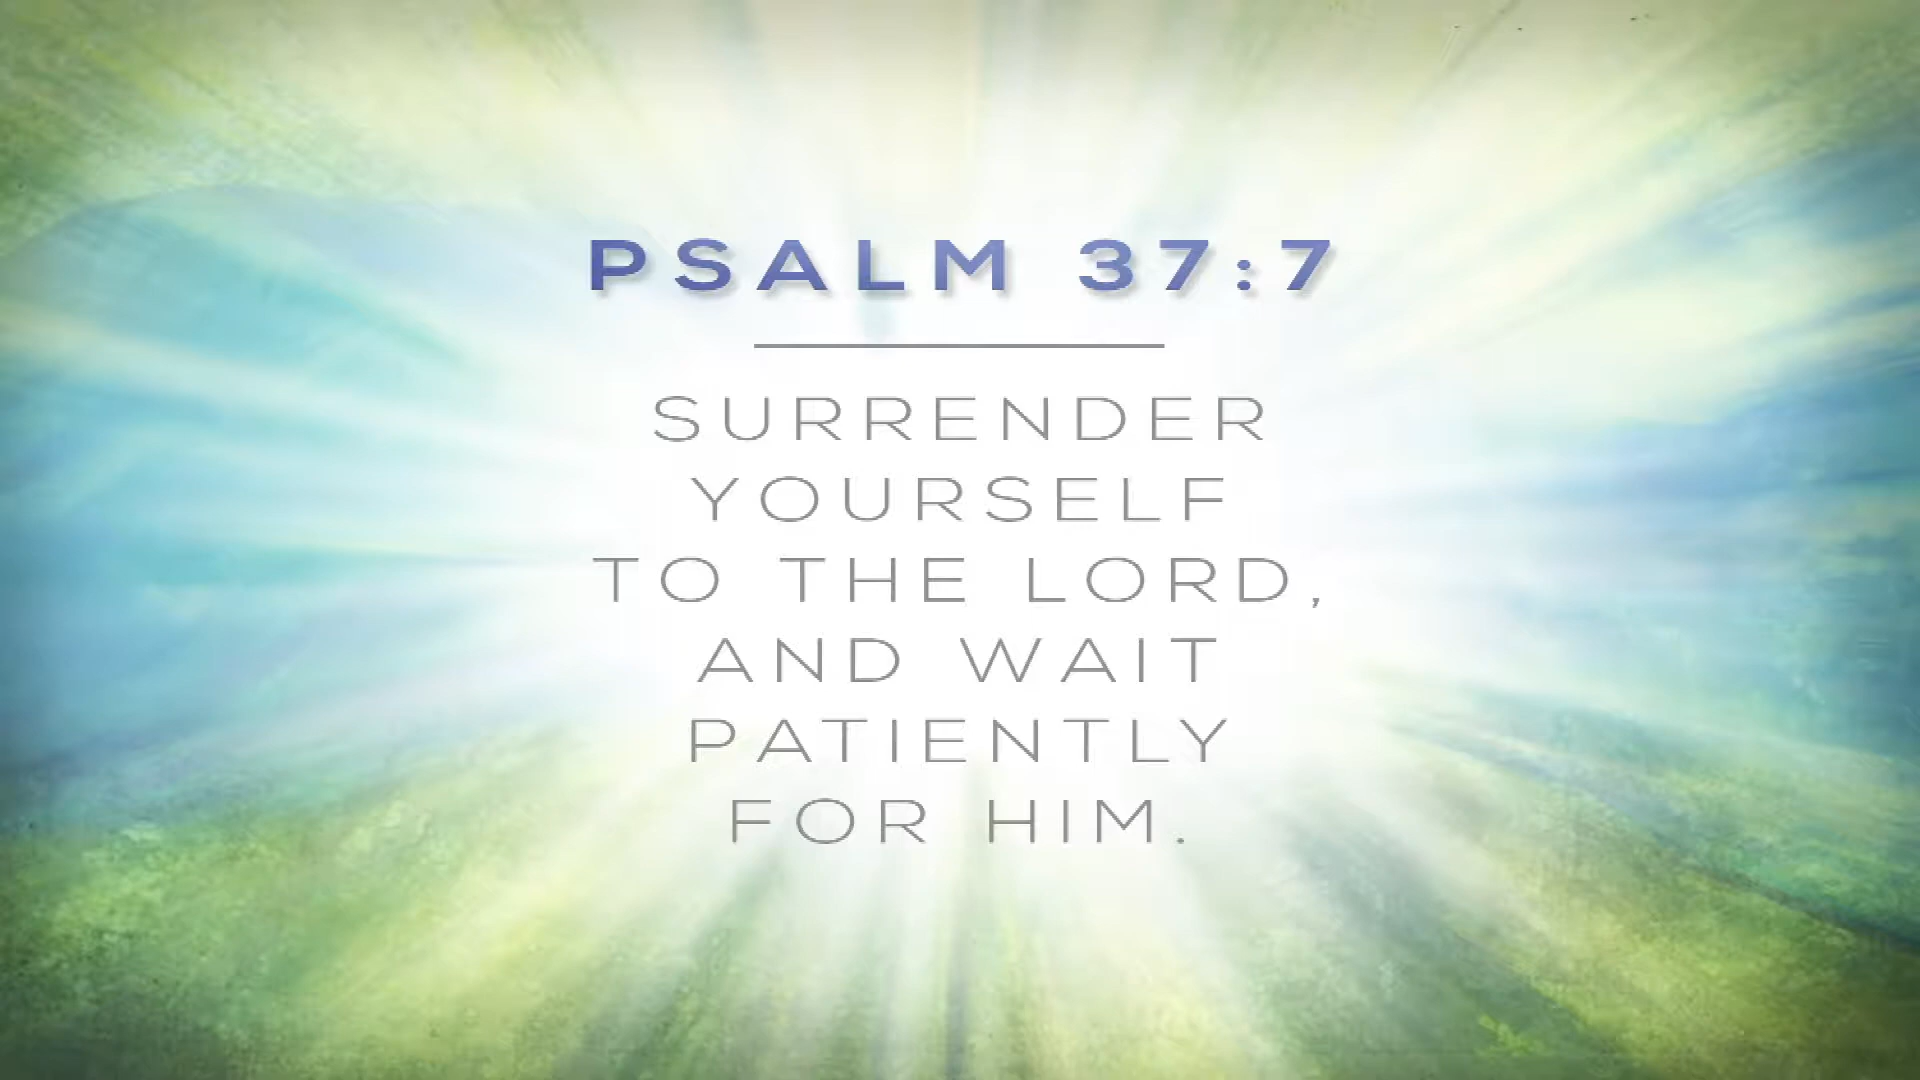 PSALM 37:7
SURRENDER
YOURSELF
TO THE LORD,
AND WAIT
PATIENTLY
FOR HIM.